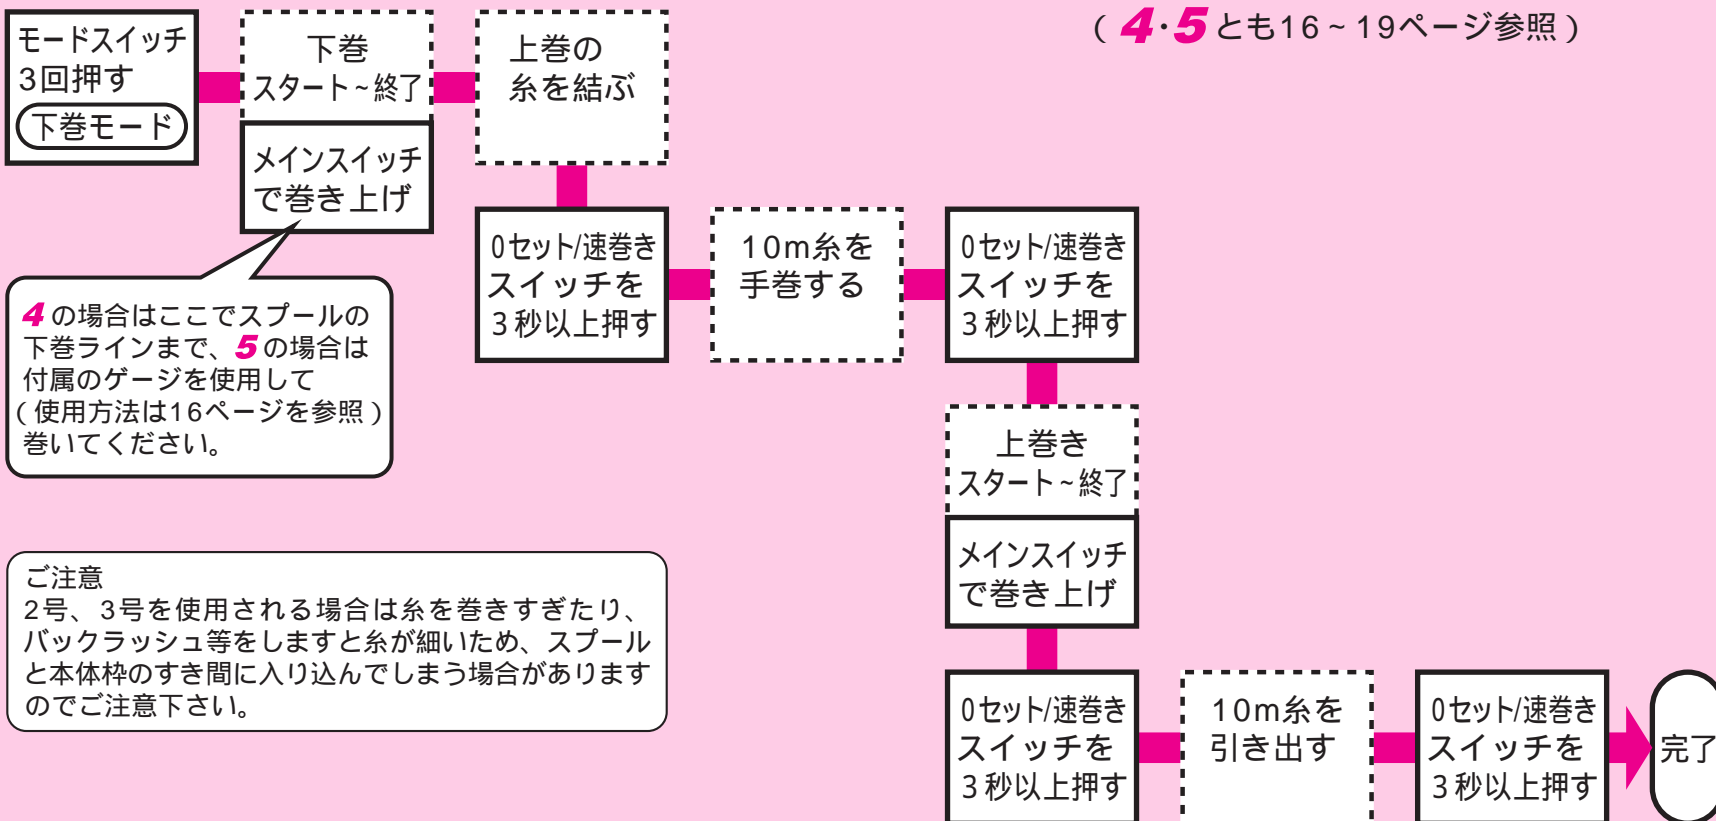 (4・5とも16~19ページ参照)
モードスイッチ
3回押す
下巻モード
下巻
スタート~終了
メインスイッチ
で巻き上げ
上巻の
糸を結ぶ
4の場合はここでスプールの
下巻ラインまで、5の場合は
付属のゲージを使用して
(使用方法は16ページを参照)
巻いてください。
0セット/速巻き
スイッチを
3秒以上押す
10m糸を
手巻する
0セット/速巻き
スイッチを
3秒以上押す
上巻き
スタート~終了
メインスイッチ
で巻き上げ
0セット/速巻き
スイッチを
3秒以上押す
10m糸を
引き出す
0セット/速巻き
スイッチを
3秒以上押す
完了
ご注意
2号、3号を使用される場合は糸を巻きすぎたり、
バックラッシュ等をしますと糸が細いため、スプール
と本体枠のすき間に入り込んでしまう場合があります
のでご注意下さい。